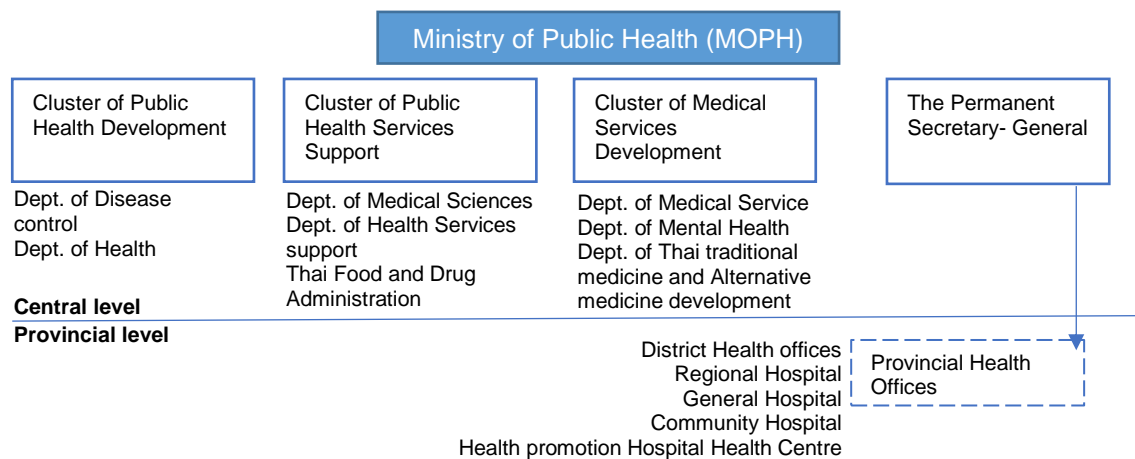 Ministry of Public Health (MOPH)
Cluster of Public
Health Development
Cluster of Public
Health Services
Support
Cluster of Medical
Services
Development
The Permanent
Secretary- General
Dept. of Disease
control
Dept. of Health
Dept. of Medical Sciences
Dept. of Health Services
support
Thai Food and Drug
Administration
Dept. of Medical Service
Dept. of Mental Health
Dept. of Thai traditional
medicine and Alternative
medicine development
Central level
Provincial level
District Health offices
Regional Hospital
General Hospital
Community Hospital
Health promotion Hospital Health Centre
Provincial Health
Offices